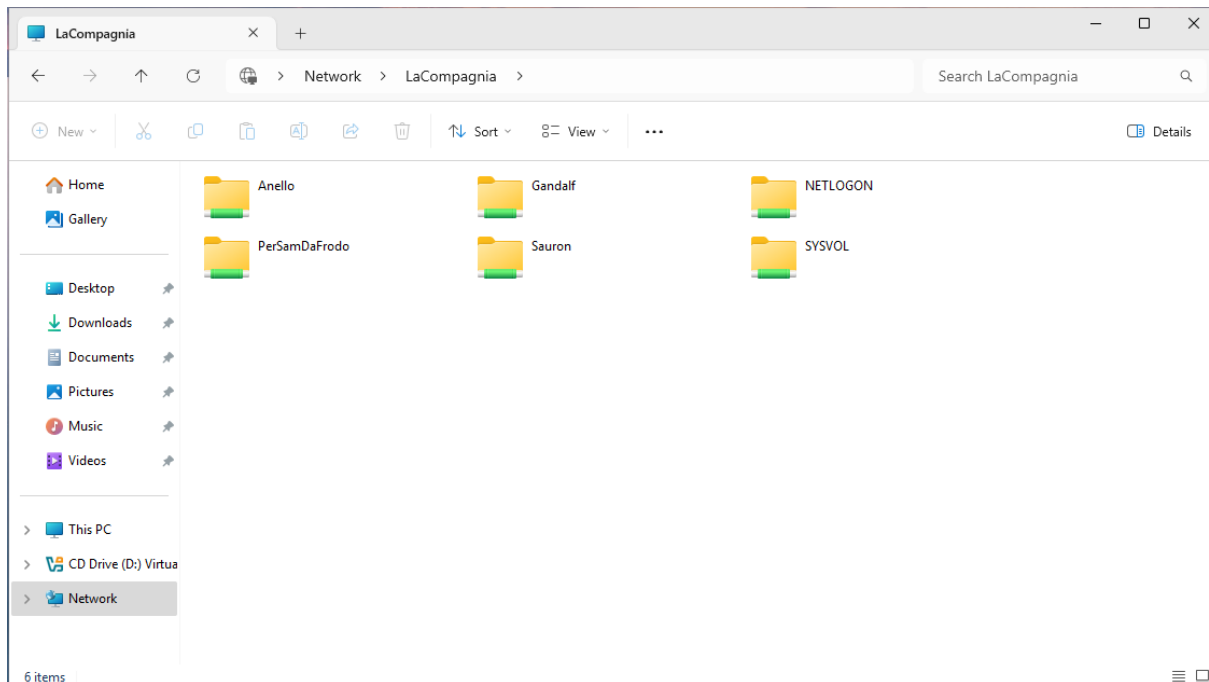 LaCompagnia
Network > LaCompagnia >
Search LaCompagnia
New
Sort
View
Details
Home
Gallery
Desktop
Downloads
Documents
Pictures
Music
Videos
This PC
CD Drive (D:) Virtua
Network
Anello
Gandalf
NETLOGON
PerSamDaFrodo
Sauron
SYSVOL
6 items